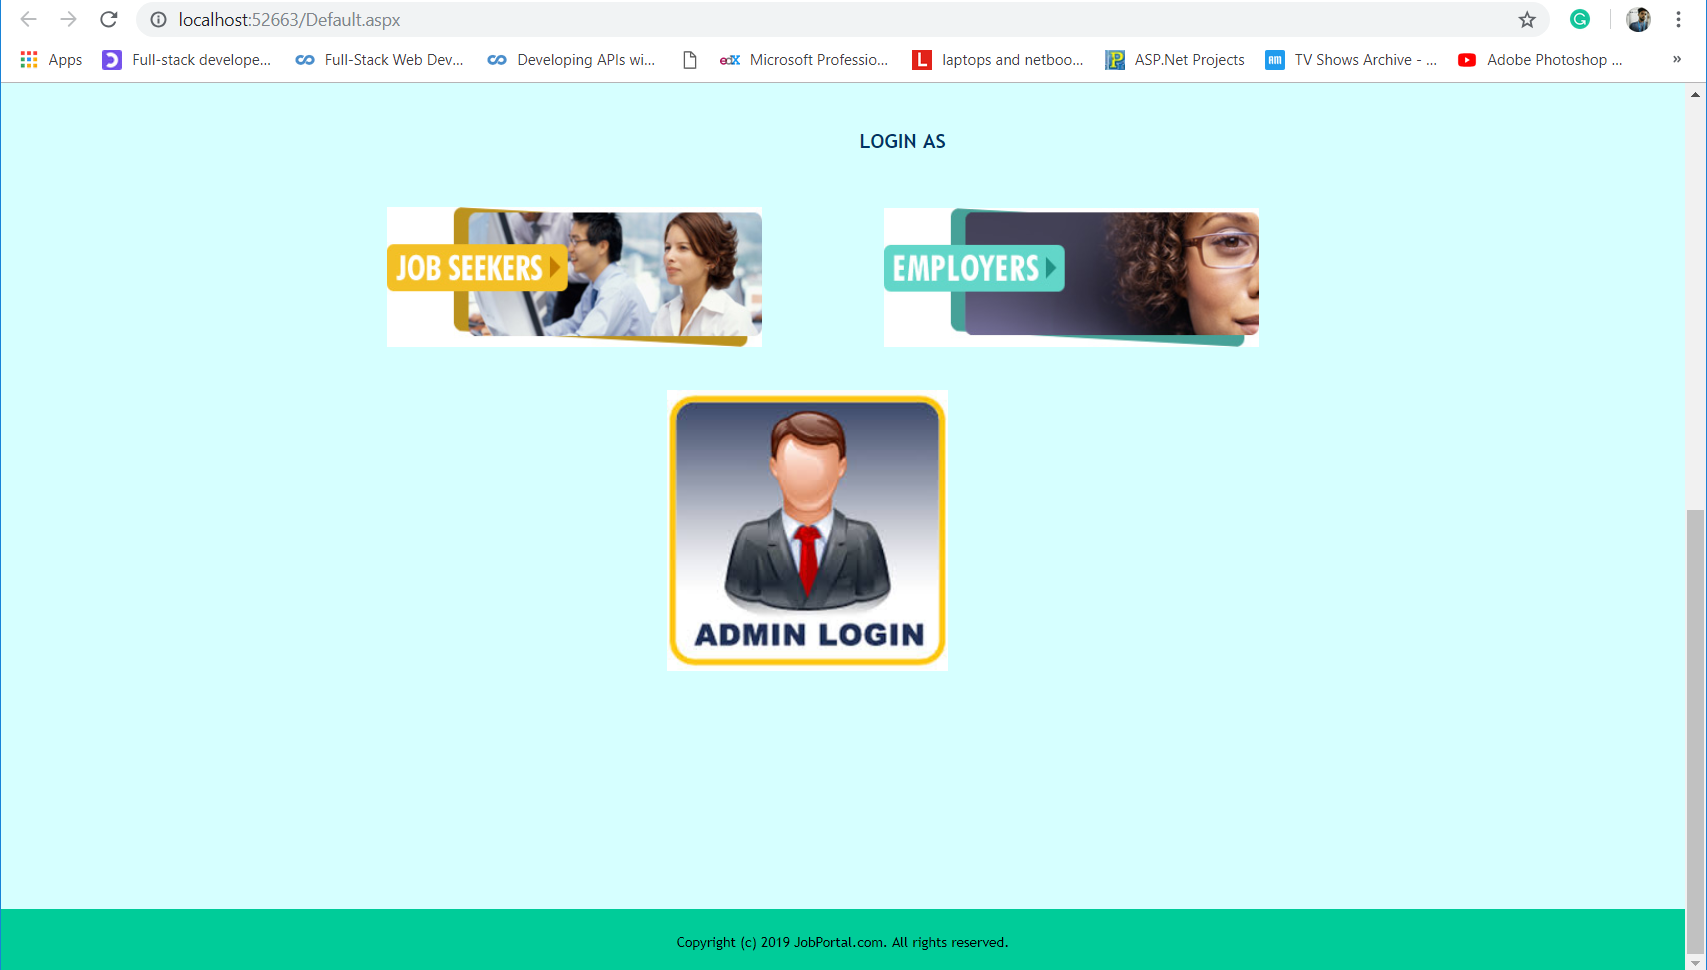 localhost:52663/Default.aspx
Apps Full-stack develope... Full-Stack Web Dev... Developing APIs wi... edX Microsoft Professio... L laptops and netboo... P ASP.Net Projects AM TV Shows Archive - ... Adobe Photoshop ... »
LOGIN AS
JOB SEEKERS
EMPLOYERS
ADMIN LOGIN
Copyright (c) 2019 JobPortal.com. All rights reserved.